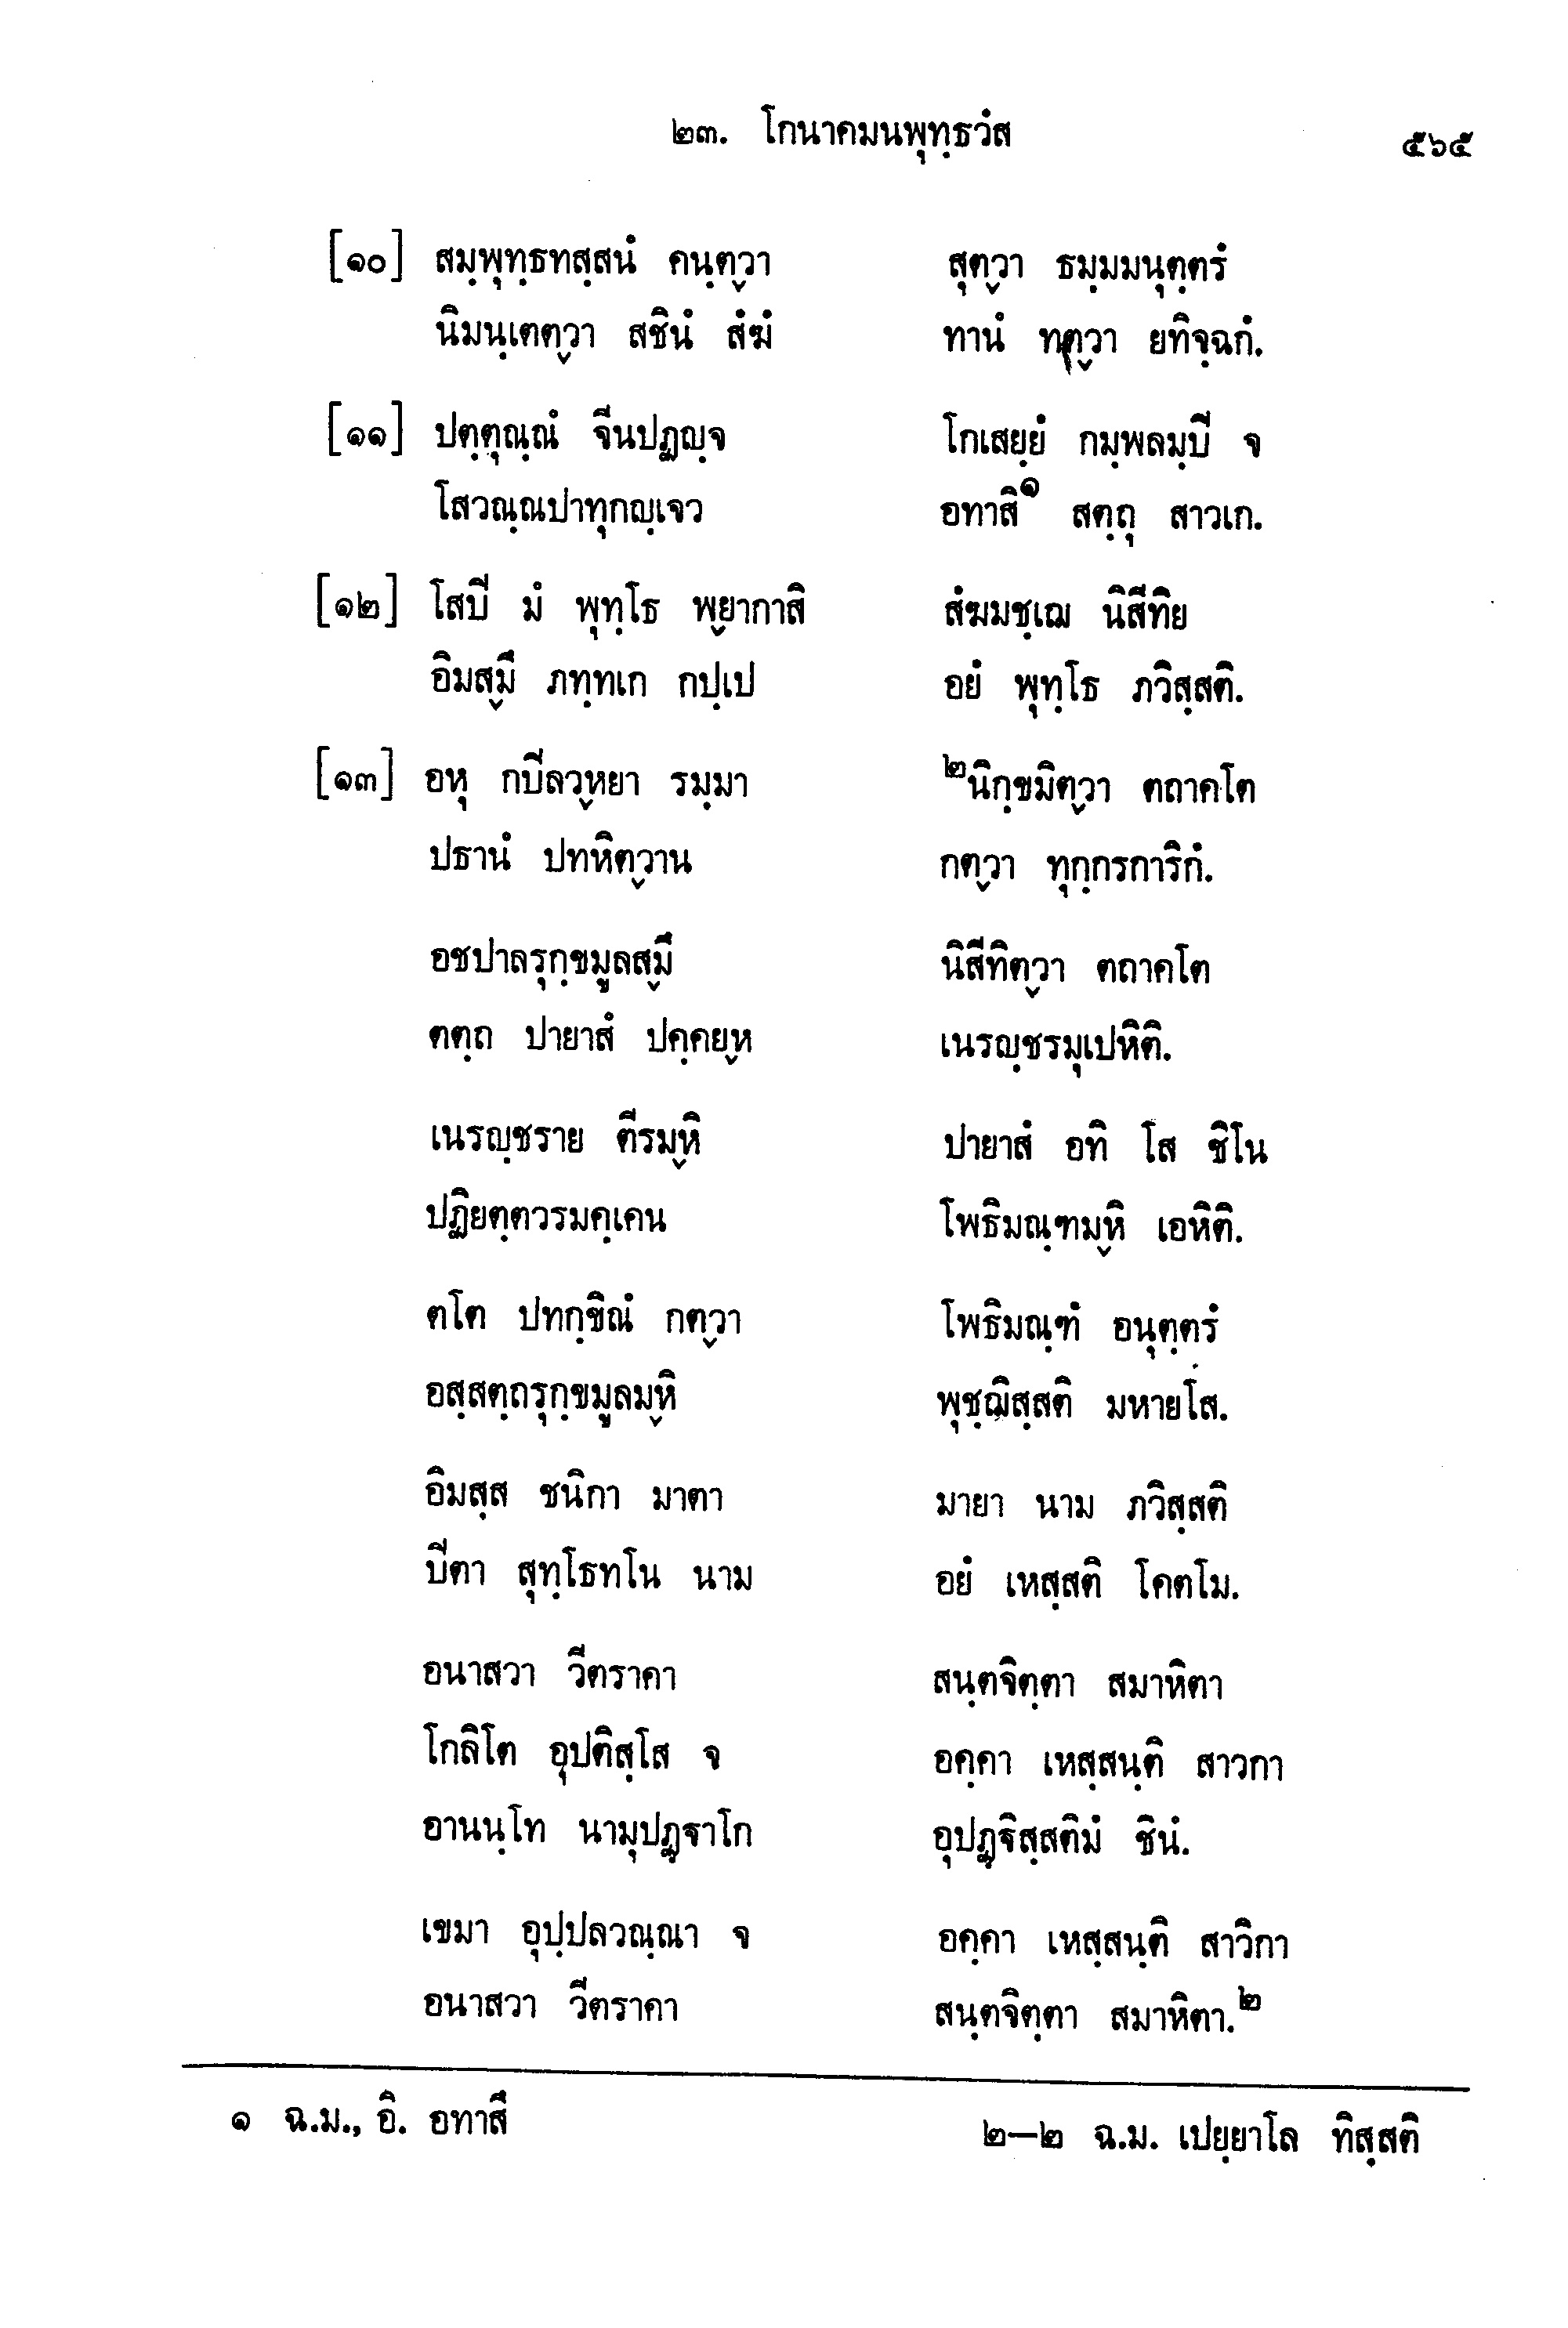 ๒๓. โกนาคมนพุทฺธวํส ๕๖๕
[๑๐] สมฺพุทฺธทสฺสนํ คนฺตฺวา สุตฺวา ธมฺมมนุตฺตรํ
นิมนฺเตตฺวา สชินํ สํฆํ ทานํ ทตฺวา ยทิจฺฉกํ.
[๑๑] ปตฺตุณฺณํ จีนปฏญฺจ โกเสยฺยํ กมฺพลมฺปี จ
โสวณฺณปาทุกญฺเจว อทาสิ๑ สตฺถุ สาวเก.
[๑๒] โสปี มํ พุทฺโธ พฺยากาสิ สํฆมชฺเฌ นิสีทิย
อิมสฺมึ ภทฺทเก กปฺเป อยํ พุทฺโธ ภวิสฺสติ.
[๑๓] อหุ กปีลวฺหยา รมฺมา ๒นิกฺขมิตฺวา ตถาคโต
ปธานํ ปทหิตฺวาน กตฺวา ทุกฺกรการิกํ.
อชปาลรุกฺขมูลสฺมึ นิสีทิตฺวา ตถาคโต
ตตฺถ ปายาสํ ปคฺคยฺห เนรญฺชรมุเปหิติ.
เนรญฺชราย ตีรมฺหิ ปายาสํ อทิ โส ชิโน
ปฏิยตฺตวรมคฺเคน โพธิมณฺฑมฺหิ เอหิติ.
ตโต ปทกฺขิณํ กตฺวา โพธิมณฺฑํ อนุตฺตรํ
อสฺสตฺถรุกฺขมูลมฺหิ พุชฺฌิสฺสติ มหายโส.
อิมสฺส ชนิกา มาตา มายา นาม ภวิสฺสติ
ปีตา สุทฺโธทโน นาม อยํ เหสฺสติ โคตโม.
อนาสวา วีตราคา สนฺตจิตฺตา สมาหิตา
โกลิโต อุปติสฺโส จ อคฺคา เหสฺสนฺติ สาวกา
อานนฺโท นามุปฏฺฐาโก อุปฏฺฐิสฺสติมํ ชินํ.
เขมา อุปฺปลวณฺณา จ อคฺคา เหสฺสนฺติ สาวิกา
อนาสวา วีตราคา สนฺตจิตฺตา สมาหิตา.๒
๑ ฉ.ม., อิ. อทาสึ ๒–๒ ฉ.ม. เปยฺยาโล ทิสฺสติ